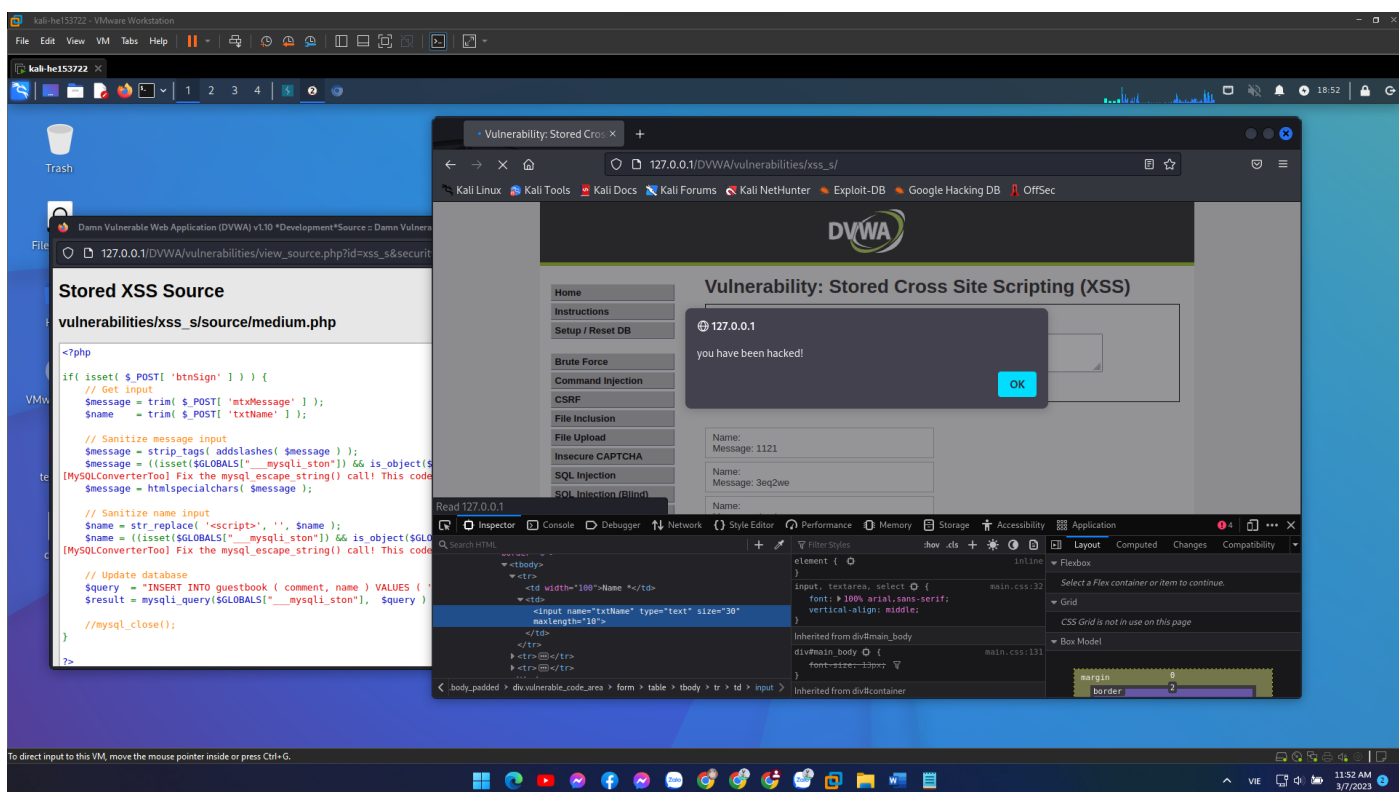 kali-he153722 - VMware Workstation
File Edit View VM Tabs Help
kali-he153722
1 2 3 4
18:52
Trash
File
VMw
Damn Vulnerable Web Application (DVWA) v1.10 *Development*Source :: Damn Vulnera
127.0.0.1/DVWA/vulnerabilities/view_source.php?id=xss_s&securit
Stored XSS Source
vulnerabilities/xss_s/source/medium.php
<?php
if( isset( $_POST[ 'btnSign' ] ) ) {
// Get input
$message = trim( $_POST[ 'mtxMessage' ] );
$name = trim( $_POST[ 'txtName' ] );
// Sanitize message input
$message = strip_tags( addslashes( $message ) );
$message = ((isset($GLOBALS["___mysqli_ston"]) && is_object($
[MySQLConverterToo] Fix the mysql_escape_string() call! This code
$message = htmlspecialchars( $message );
// Sanitize name input
$name = str_replace( '<script>', '', $name );
$name = ((isset($GLOBALS["___mysqli_ston"]) && is_object($GLO
[MySQLConverterToo] Fix the mysql_escape_string() call! This code
// Update database
$query = "INSERT INTO guestbook ( comment, name ) VALUES ( '
$result = mysqli_query($GLOBALS["___mysqli_ston"], $query )
//mysql_close();
}
?>
Vulnerability: Stored Cros
127.0.0.1/DVWA/vulnerabilities/xss_s/
Kali Linux Kali Tools Kali Docs Kali Forums Kali NetHunter Exploit-DB Google Hacking DB OffSec
DVWA
Home
Instructions
Setup / Reset DB
Brute Force
Command Injection
CSRF
File Inclusion
File Upload
Insecure CAPTCHA
SQL Injection
SQL Injection (Blind)
Vulnerability: Stored Cross Site Scripting (XSS)
127.0.0.1
you have been hacked!
OK
Name:
Message: 1121
Name:
Message: 3eq2we
Name:
Read 127.0.0.1
Inspector Console Debugger Network Style Editor Performance Memory Storage Accessibility Application 4
Search HTML
<tbody>
<tr>
<td width="100">Name *</td>
<td>
<input name="txtName" type="text" size="30"
maxlength="10">
</td>
</tr>
<tr></tr>
<tr></tr>
.body_padded > div.vulnerable_code_area > form > table > tbody > tr > td > input
Filter Styles :hov .cls
element { inline
}
input, textarea, select { main.css:32
font: 100% arial,sans-serif;
vertical-align: middle;
}
Inherited from div#main_body
div#main_body { main.css:131
font-size: 13px;
}
Inherited from div#container
Layout Computed Changes Compatibility
Flexbox
Select a Flex container or item to continue.
Grid
CSS Grid is not in use on this page
Box Model
margin 0
border 2
To direct input to this VM, move the mouse pointer inside or press Ctrl+G.
VIE
11:52 AM
3/7/2023
2